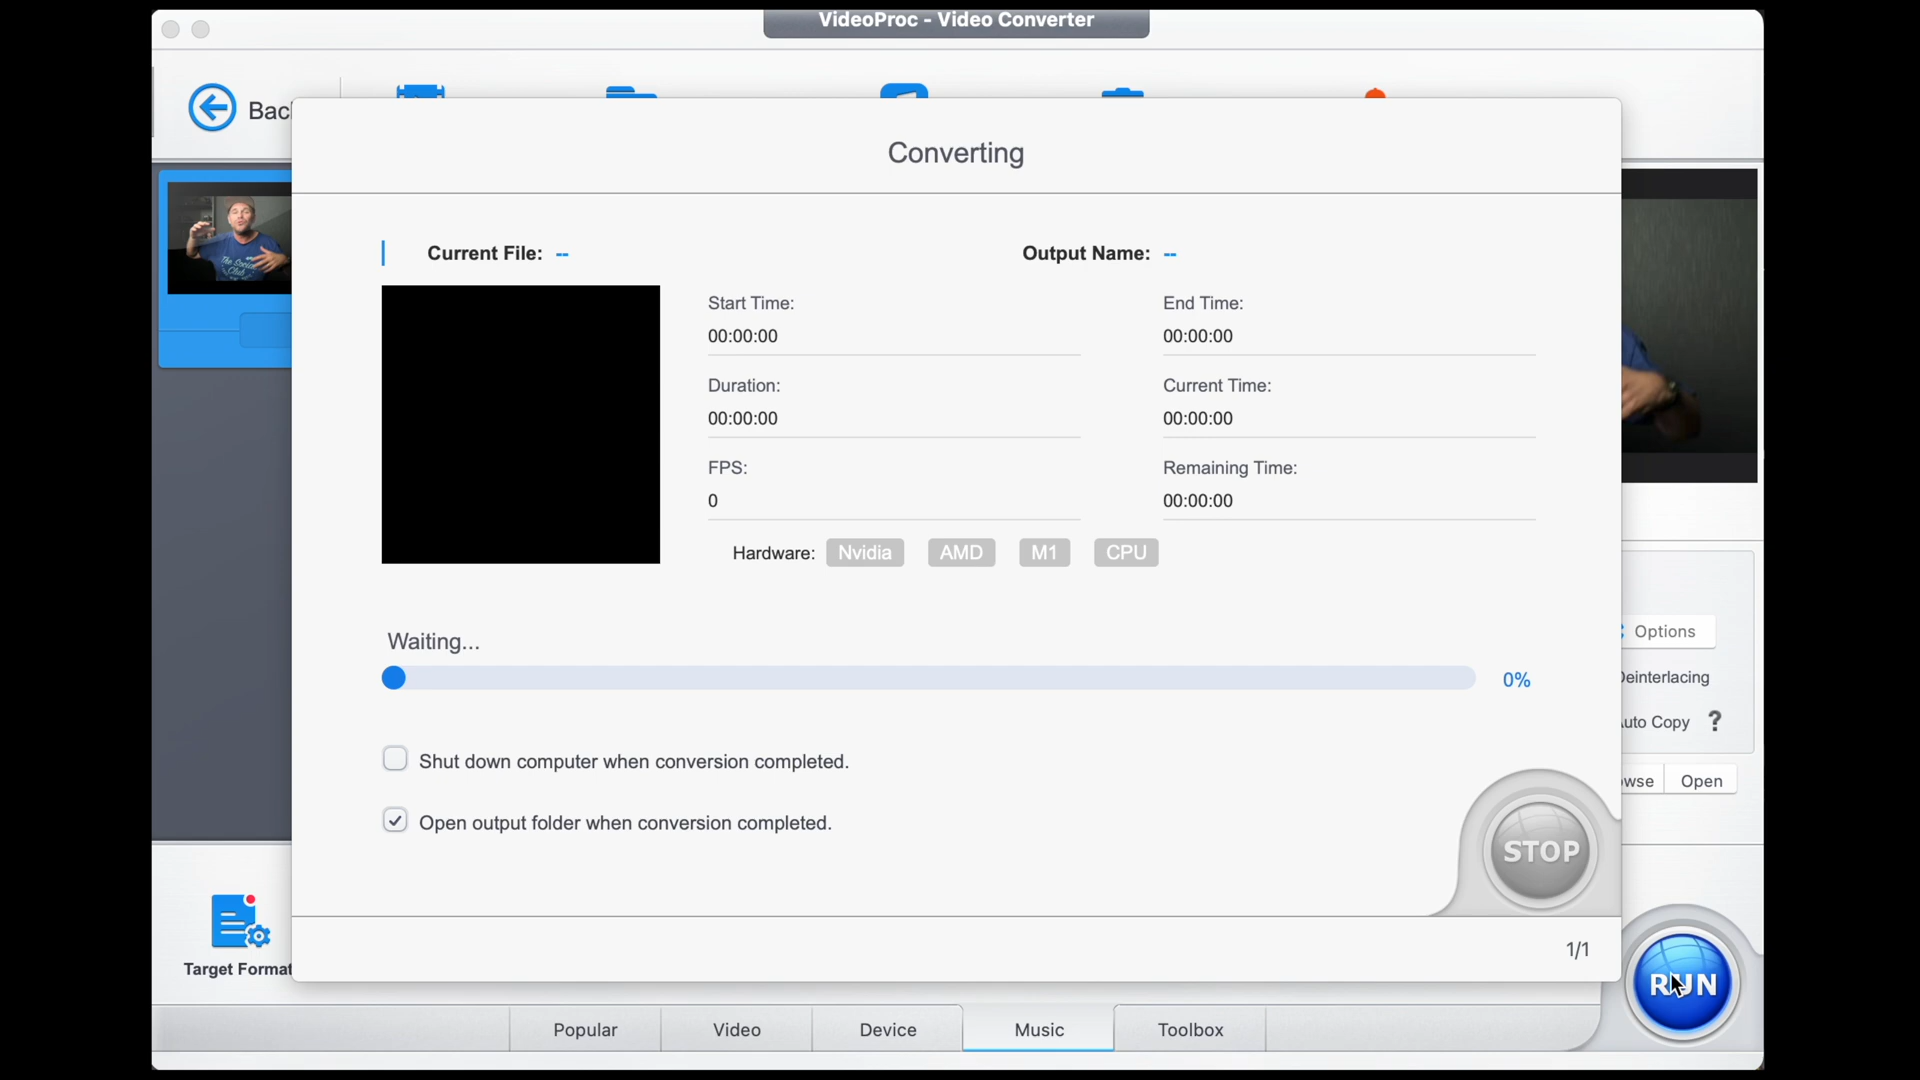 VideoProc - Video Converter
Bac
Converting
Current File: --
Output Name: --
Start Time:
00:00:00
End Time:
00:00:00
Duration:
00:00:00
Current Time:
00:00:00
FPS:
0
Remaining Time:
00:00:00
Hardware: Nvidia AMD M1 CPU
Waiting...
0%
Options
Deinterlacing
uto Copy ?
Shut down computer when conversion completed.
wse Open
Open output folder when conversion completed.
STOP
1/1
Target Format
RUN
Popular Video Device Music Toolbox